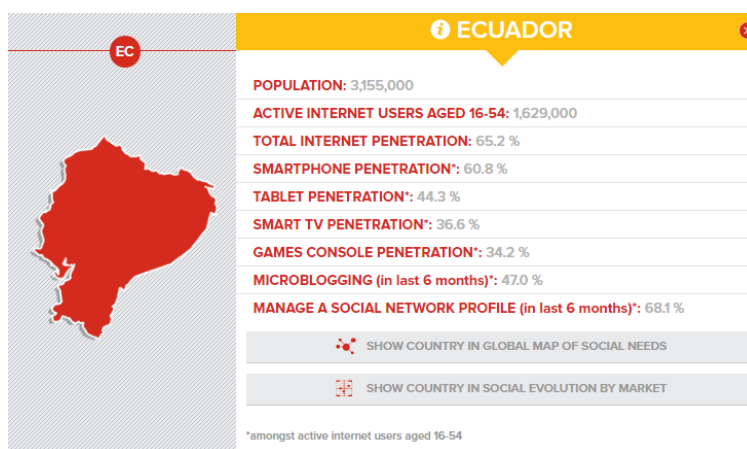 EC
ECUADOR
POPULATION: 3,155,000
ACTIVE INTERNET USERS AGED 16-54: 1,629,000
TOTAL INTERNET PENETRATION: 65.2 %
SMARTPHONE PENETRATION*: 60.8 %
TABLET PENETRATION*: 44.3 %
SMART TV PENETRATION*: 36.6 %
GAMES CONSOLE PENETRATION*: 34.2 %
MICROBLOGGING (in last 6 months)*: 47.0 %
MANAGE A SOCIAL NETWORK PROFILE (in last 6 months)*: 68.1 %
SHOW COUNTRY IN GLOBAL MAP OF SOCIAL NEEDS
SHOW COUNTRY IN SOCIAL EVOLUTION BY MARKET
*amongst active internet users aged 16-54